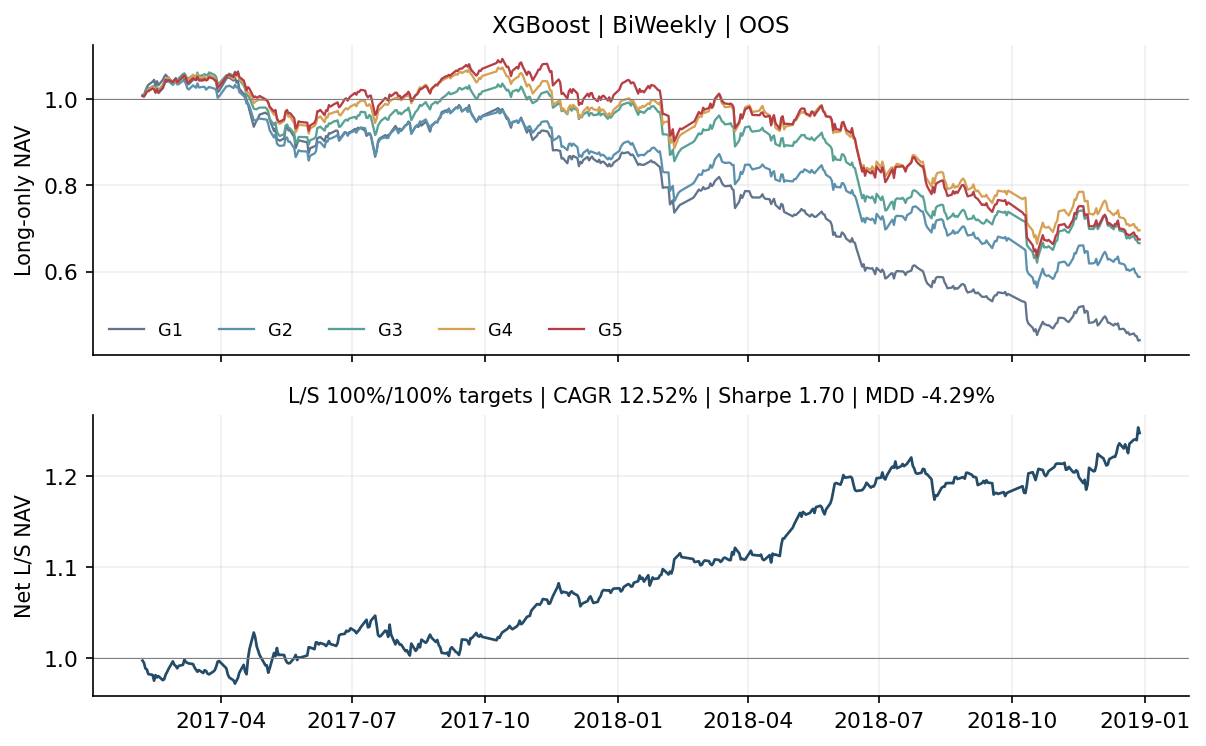 XGBoost | BiWeekly | OOS
Long-only NAV
1.0
0.8
0.6
G1 G2 G3 G4 G5
L/S 100%/100% targets | CAGR 12.52% | Sharpe 1.70 | MDD -4.29%
Net L/S NAV
1.2
1.1
1.0
2017-04 2017-07 2017-10 2018-01 2018-04 2018-07 2018-10 2019-01